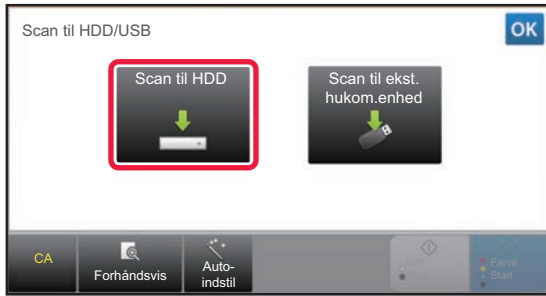 Scan til HDD/USB
OK
Scan til HDD
Scan til ekst.
hukom.enhed
CA
Forhåndsvis
Auto-
indstil
S/H
Start
Farve
Start